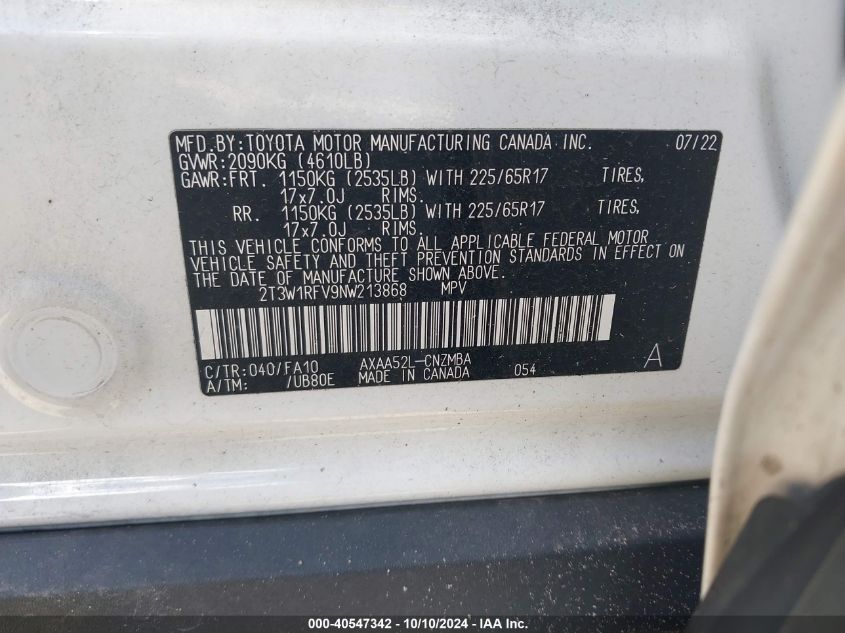 MFD.BY:TOYOTA MOTOR MANUFACTURING CANADA INC. 07/22
GVWR:2090KG (4610LB)
GAWR:FRT. 1150KG (2535LB) WITH 225/65R17 TIRES,
17x7.0J RIMS.
RR. 1150KG (2535LB) WITH 225/65R17 TIRES,
17x7.0J RIMS.
THIS VEHICLE CONFORMS TO ALL APPLICABLE FEDERAL MOTOR
VEHICLE SAFETY AND THEFT PREVENTION STANDARDS IN EFFECT ON
THE DATE OF MANUFACTURE SHOWN ABOVE.
2T3W1RFV9NW213868 MPV
C/TR:040/FA10 AXAA52L-CNZMBA A
A/TM: /UB80E MADE IN CANADA 054
000-40547342 - 10/10/2024 - IAA Inc.